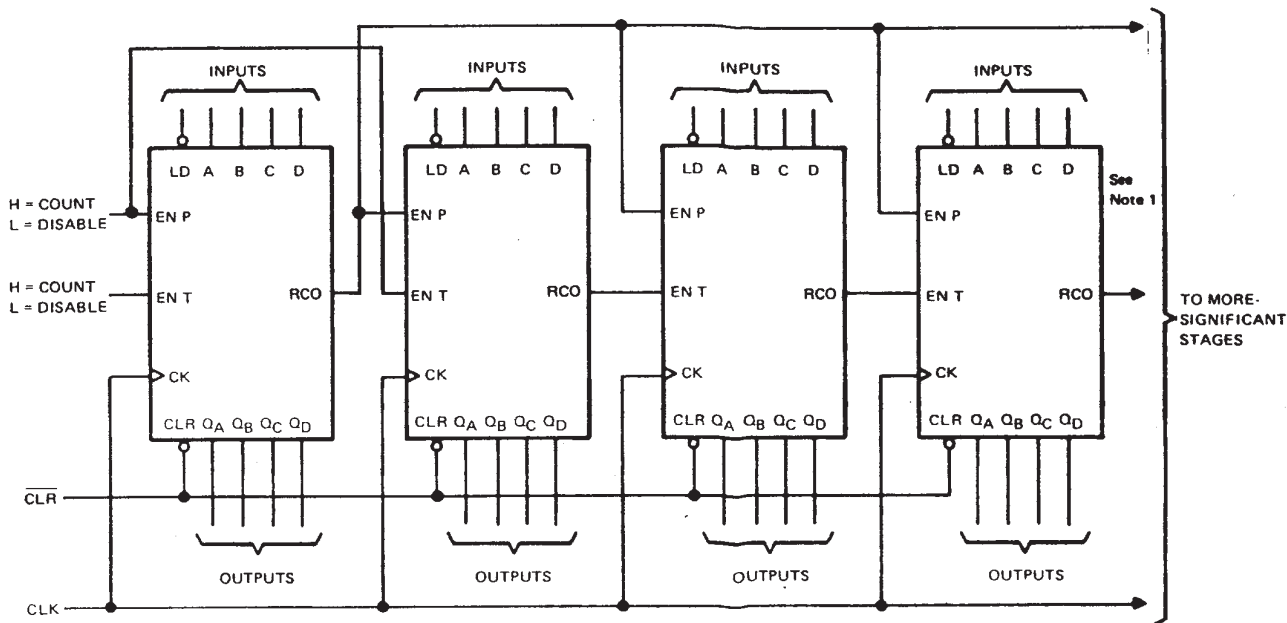 INPUTS INPUTS INPUTS INPUTS
LD A B C D LD A B C D LD A B C D LD A B C D
See
Note 1
H = COUNT
L = DISABLE
EN P EN P EN P EN P
H = COUNT
L = DISABLE
EN T RCO EN T RCO EN T RCO EN T RCO
TO MORE-
SIGNIFICANT
STAGES
CK CK CK CK
CLR QA QB QC QD CLR QA QB QC QD CLR QA QB QC QD CLR QA QB QC QD
CLR
OUTPUTS OUTPUTS OUTPUTS OUTPUTS
CLK